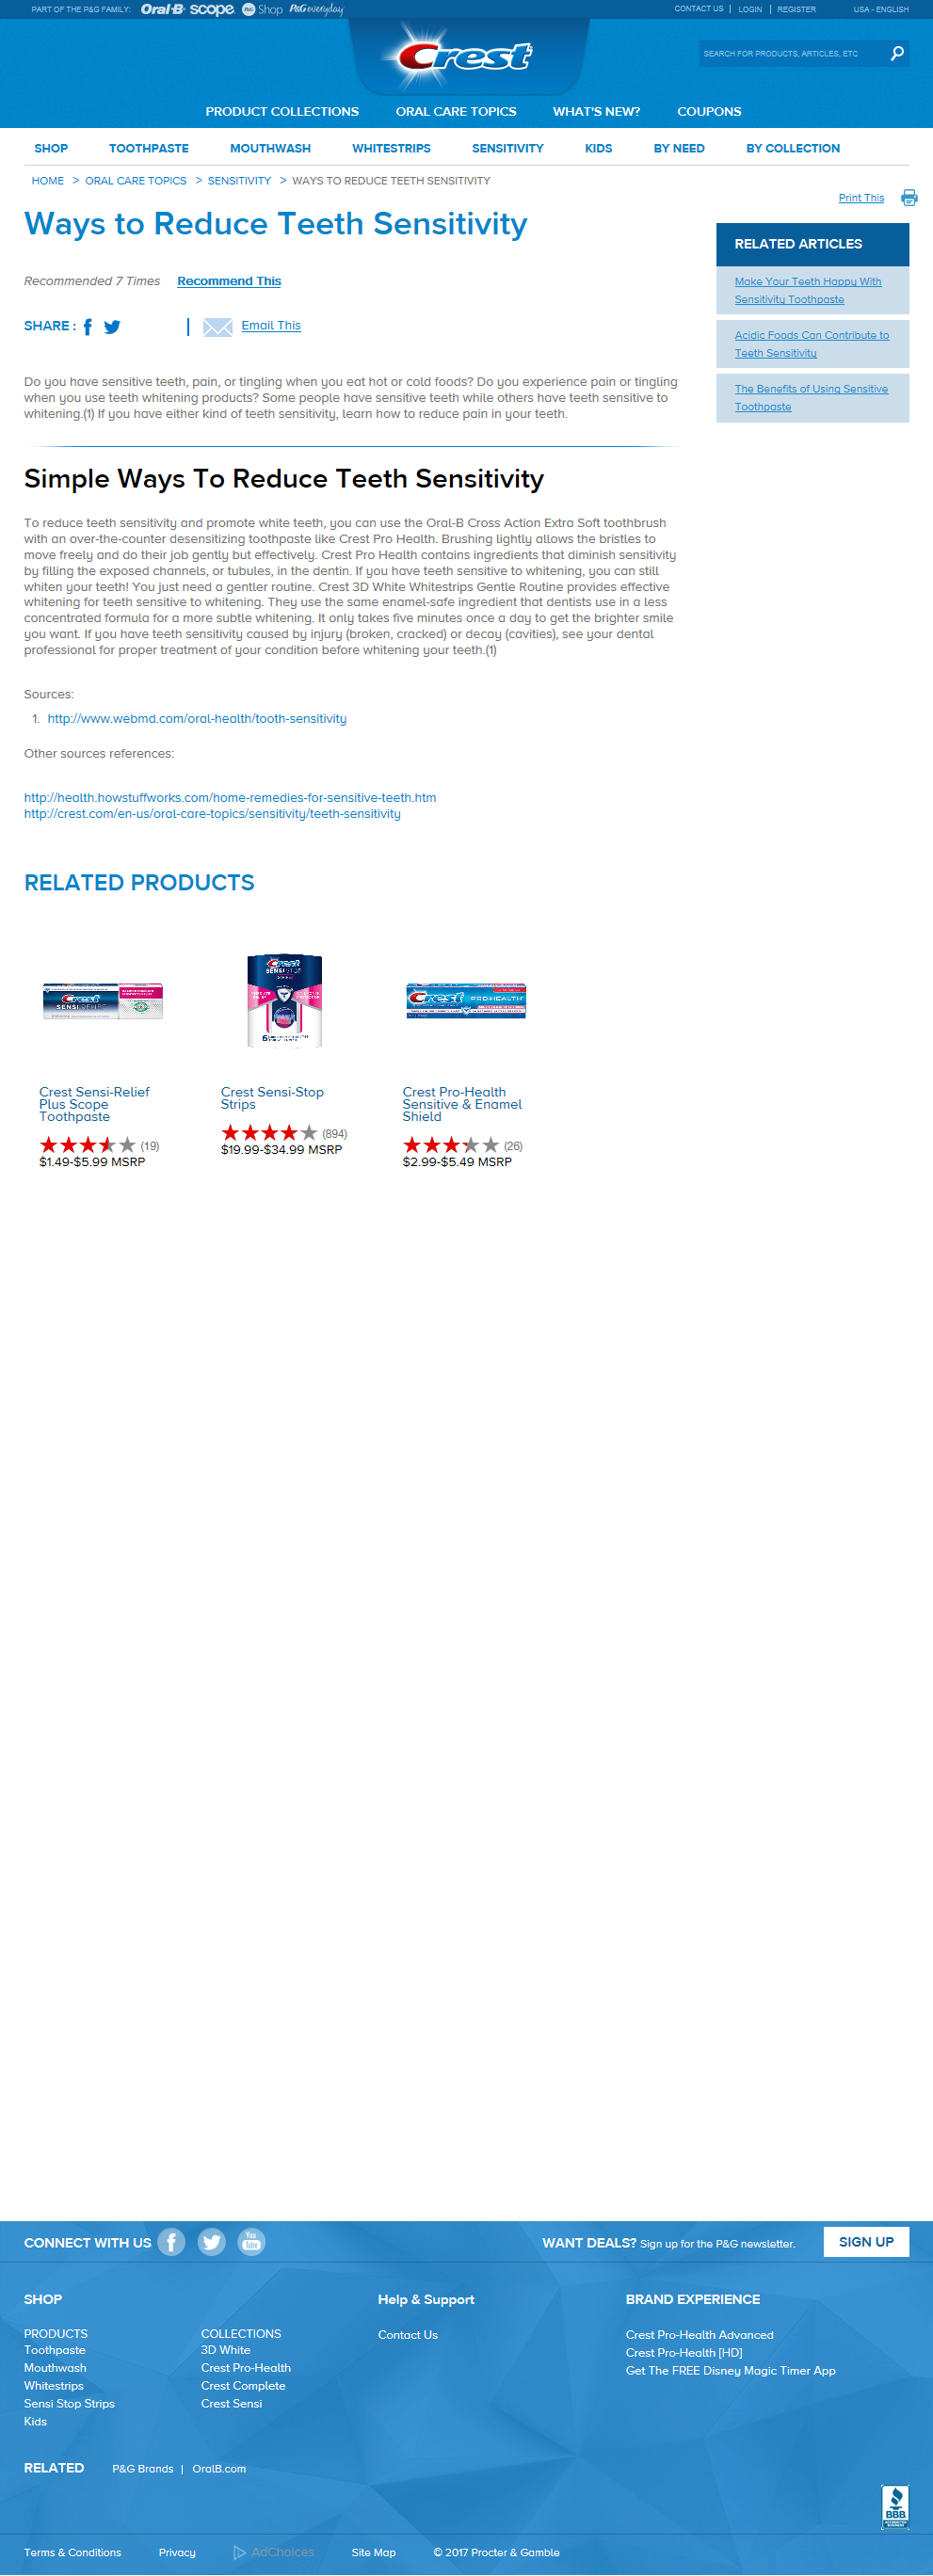 PART OF THE P&G FAMILY: Oral-B scope P&G Shop P&G everyday CONTACT US | LOGIN | REGISTER USA - ENGLISH
Crest
SEARCH FOR PRODUCTS, ARTICLES, ETC
PRODUCT COLLECTIONS ORAL CARE TOPICS WHAT'S NEW? COUPONS
SHOP TOOTHPASTE MOUTHWASH WHITESTRIPS SENSITIVITY KIDS BY NEED BY COLLECTION
HOME > ORAL CARE TOPICS > SENSITIVITY > WAYS TO REDUCE TEETH SENSITIVITY
Print This
Ways to Reduce Teeth Sensitivity
Recommended 7 Times Recommend This
SHARE : Email This
RELATED ARTICLES
Make Your Teeth Happy With
Sensitivity Toothpaste
Acidic Foods Can Contribute to
Teeth Sensitivity
The Benefits of Using Sensitive
Toothpaste
Do you have sensitive teeth, pain, or tingling when you eat hot or cold foods? Do you experience pain or tingling
when you use teeth whitening products? Some people have sensitive teeth while others have teeth sensitive to
whitening.(1) If you have either kind of teeth sensitivity, learn how to reduce pain in your teeth.
Simple Ways To Reduce Teeth Sensitivity
To reduce teeth sensitivity and promote white teeth, you can use the Oral-B Cross Action Extra Soft toothbrush
with an over-the-counter desensitizing toothpaste like Crest Pro Health. Brushing lightly allows the bristles to
move freely and do their job gently but effectively. Crest Pro Health contains ingredients that diminish sensitivity
by filling the exposed channels, or tubules, in the dentin. If you have teeth sensitive to whitening, you can still
whiten your teeth! You just need a gentler routine. Crest 3D White Whitestrips Gentle Routine provides effective
whitening for teeth sensitive to whitening. They use the same enamel-safe ingredient that dentists use in a less
concentrated formula for a more subtle whitening. It only takes five minutes once a day to get the brighter smile
you want. If you have teeth sensitivity caused by injury (broken, cracked) or decay (cavities), see your dental
professional for proper treatment of your condition before whitening your teeth.(1)
Sources:
1. http://www.webmd.com/oral-health/tooth-sensitivity
Other sources references:
http://health.howstuffworks.com/home-remedies-for-sensitive-teeth.htm
http://crest.com/en-us/oral-care-topics/sensitivity/teeth-sensitivity
RELATED PRODUCTS
Crest SENSI RELIEF
Crest SENSI-STOP
Crest PRO-HEALTH
Crest Sensi-Relief
Plus Scope
Toothpaste
(19)
$1.49-$5.99 MSRP
Crest Sensi-Stop
Strips
(894)
$19.99-$34.99 MSRP
Crest Pro-Health
Sensitive & Enamel
Shield
(26)
$2.99-$5.49 MSRP
CONNECT WITH US You Tube WANT DEALS? Sign up for the P&G newsletter. SIGN UP
SHOP
PRODUCTS
Toothpaste
Mouthwash
Whitestrips
Sensi Stop Strips
Kids
COLLECTIONS
3D White
Crest Pro-Health
Crest Complete
Crest Sensi
Help & Support
Contact Us
BRAND EXPERIENCE
Crest Pro-Health Advanced
Crest Pro-Health [HD]
Get The FREE Disney Magic Timer App
RELATED P&G Brands | OralB.com
BBB
Terms & Conditions Privacy AdChoices Site Map © 2017 Procter & Gamble